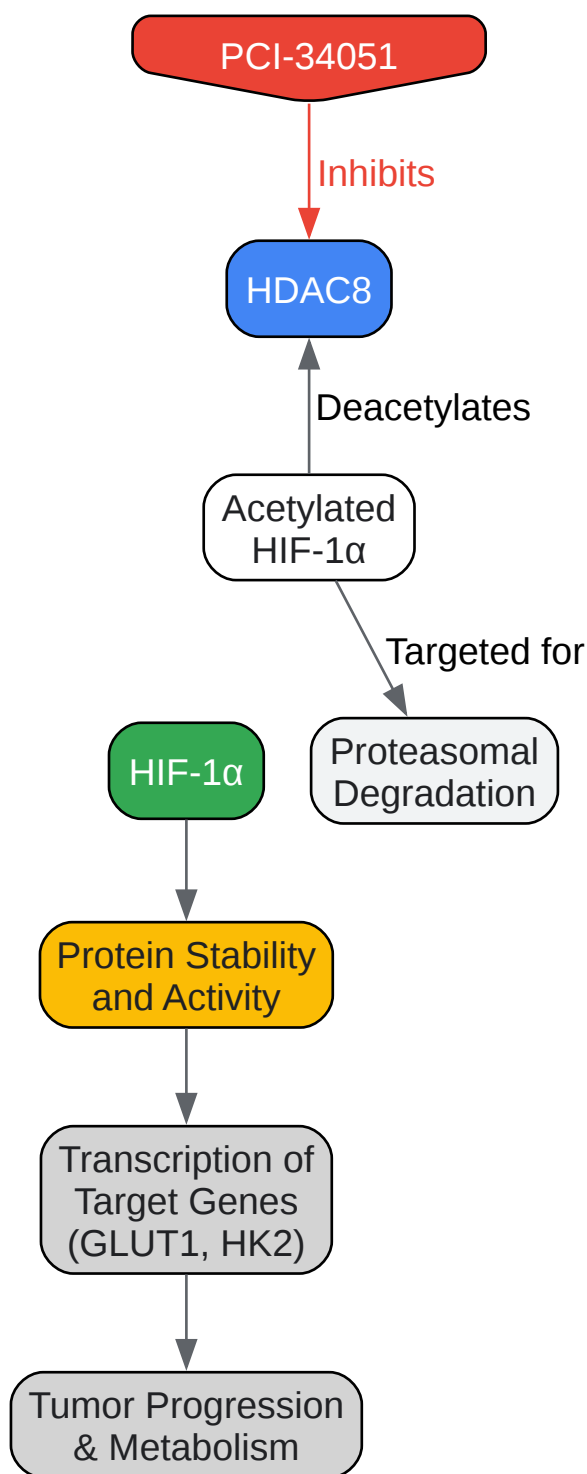 PCI-34051
Inhibits
HDAC8
Deacetylates
Acetylated
HIF-1α
Targeted for
HIF-1α
Proteasomal
Degradation
Protein Stability
and Activity
Transcription of
Target Genes
(GLUT1, HK2)
Tumor Progression
& Metabolism